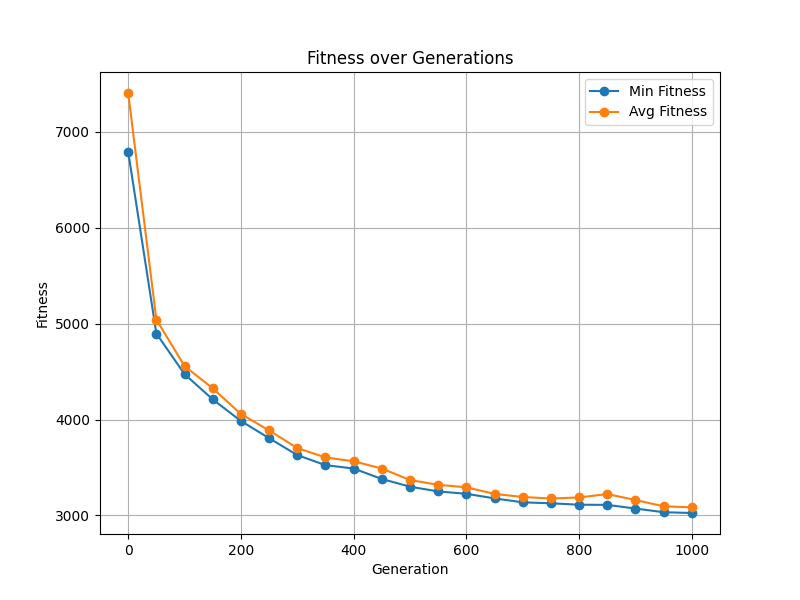 Fitness over Generations
Min Fitness
Avg Fitness
7000
6000
5000
4000
3000
Fitness
0 200 400 600 800 1000
Generation